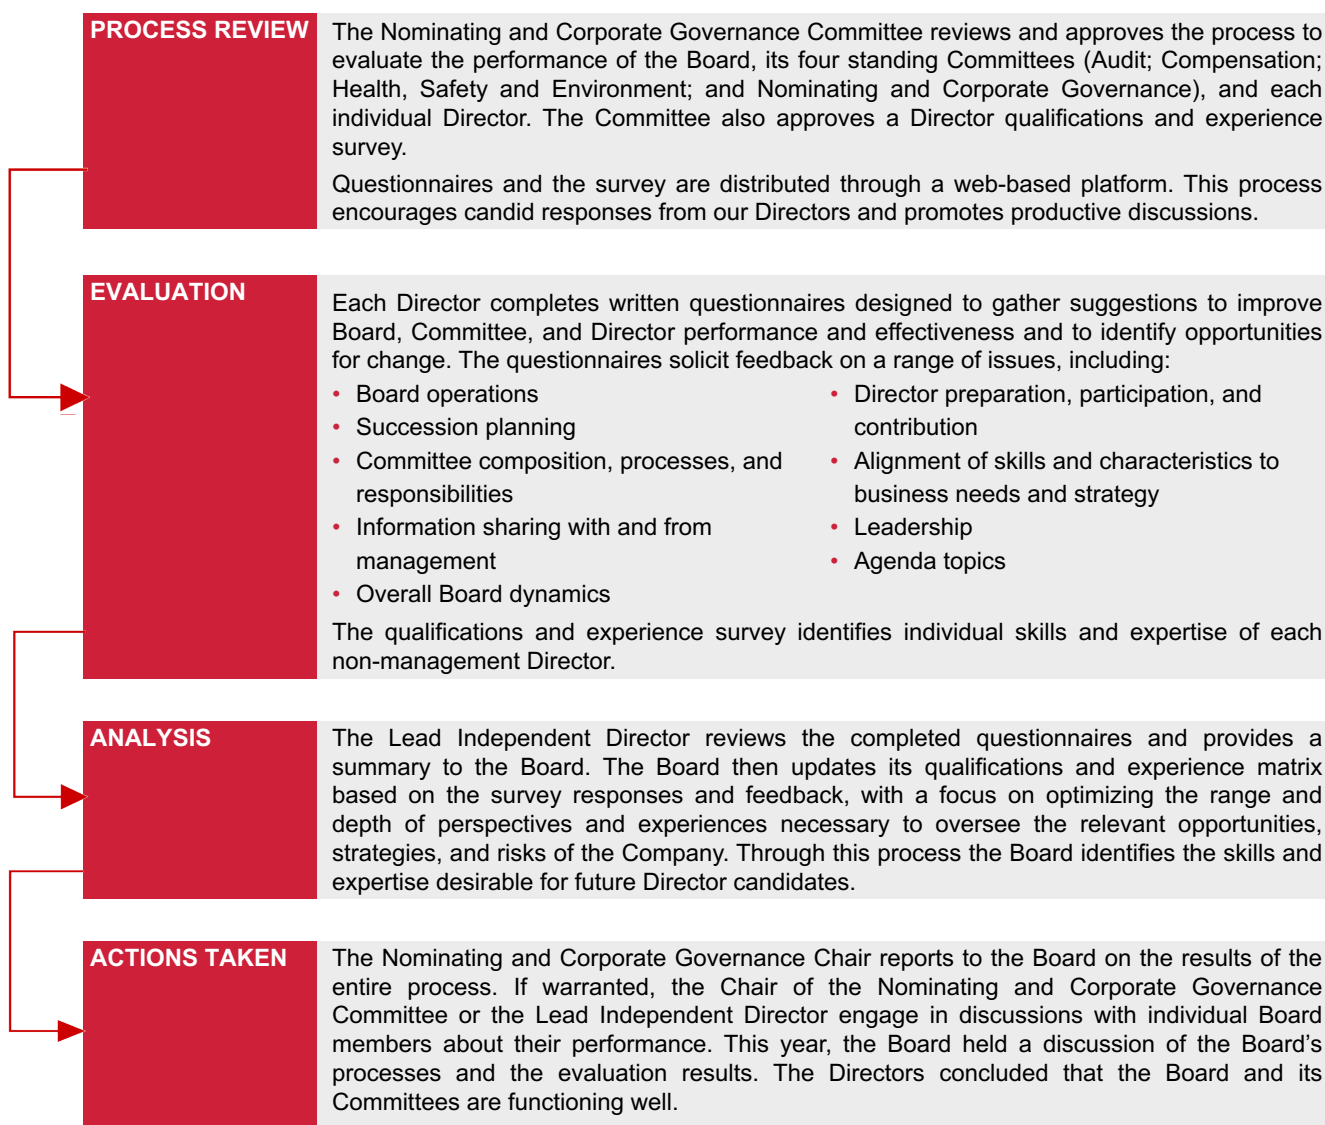 PROCESS REVIEW
The Nominating and Corporate Governance Committee reviews and approves the process to
evaluate the performance of the Board, its four standing Committees (Audit; Compensation;
Health, Safety and Environment; and Nominating and Corporate Governance), and each
individual Director. The Committee also approves a Director qualifications and experience
survey.
Questionnaires and the survey are distributed through a web-based platform. This process
encourages candid responses from our Directors and promotes productive discussions.
EVALUATION
Each Director completes written questionnaires designed to gather suggestions to improve
Board, Committee, and Director performance and effectiveness and to identify opportunities
for change. The questionnaires solicit feedback on a range of issues, including:
• Board operations
• Succession planning
• Committee composition, processes, and
responsibilities
• Information sharing with and from
management
• Overall Board dynamics
• Director preparation, participation, and
contribution
• Alignment of skills and characteristics to
business needs and strategy
• Leadership
• Agenda topics
The qualifications and experience survey identifies individual skills and expertise of each
non-management Director.
ANALYSIS
The Lead Independent Director reviews the completed questionnaires and provides a
summary to the Board. The Board then updates its qualifications and experience matrix
based on the survey responses and feedback, with a focus on optimizing the range and
depth of perspectives and experiences necessary to oversee the relevant opportunities,
strategies, and risks of the Company. Through this process the Board identifies the skills and
expertise desirable for future Director candidates.
ACTIONS TAKEN
The Nominating and Corporate Governance Chair reports to the Board on the results of the
entire process. If warranted, the Chair of the Nominating and Corporate Governance
Committee or the Lead Independent Director engage in discussions with individual Board
members about their performance. This year, the Board held a discussion of the Board's
processes and the evaluation results. The Directors concluded that the Board and its
Committees are functioning well.